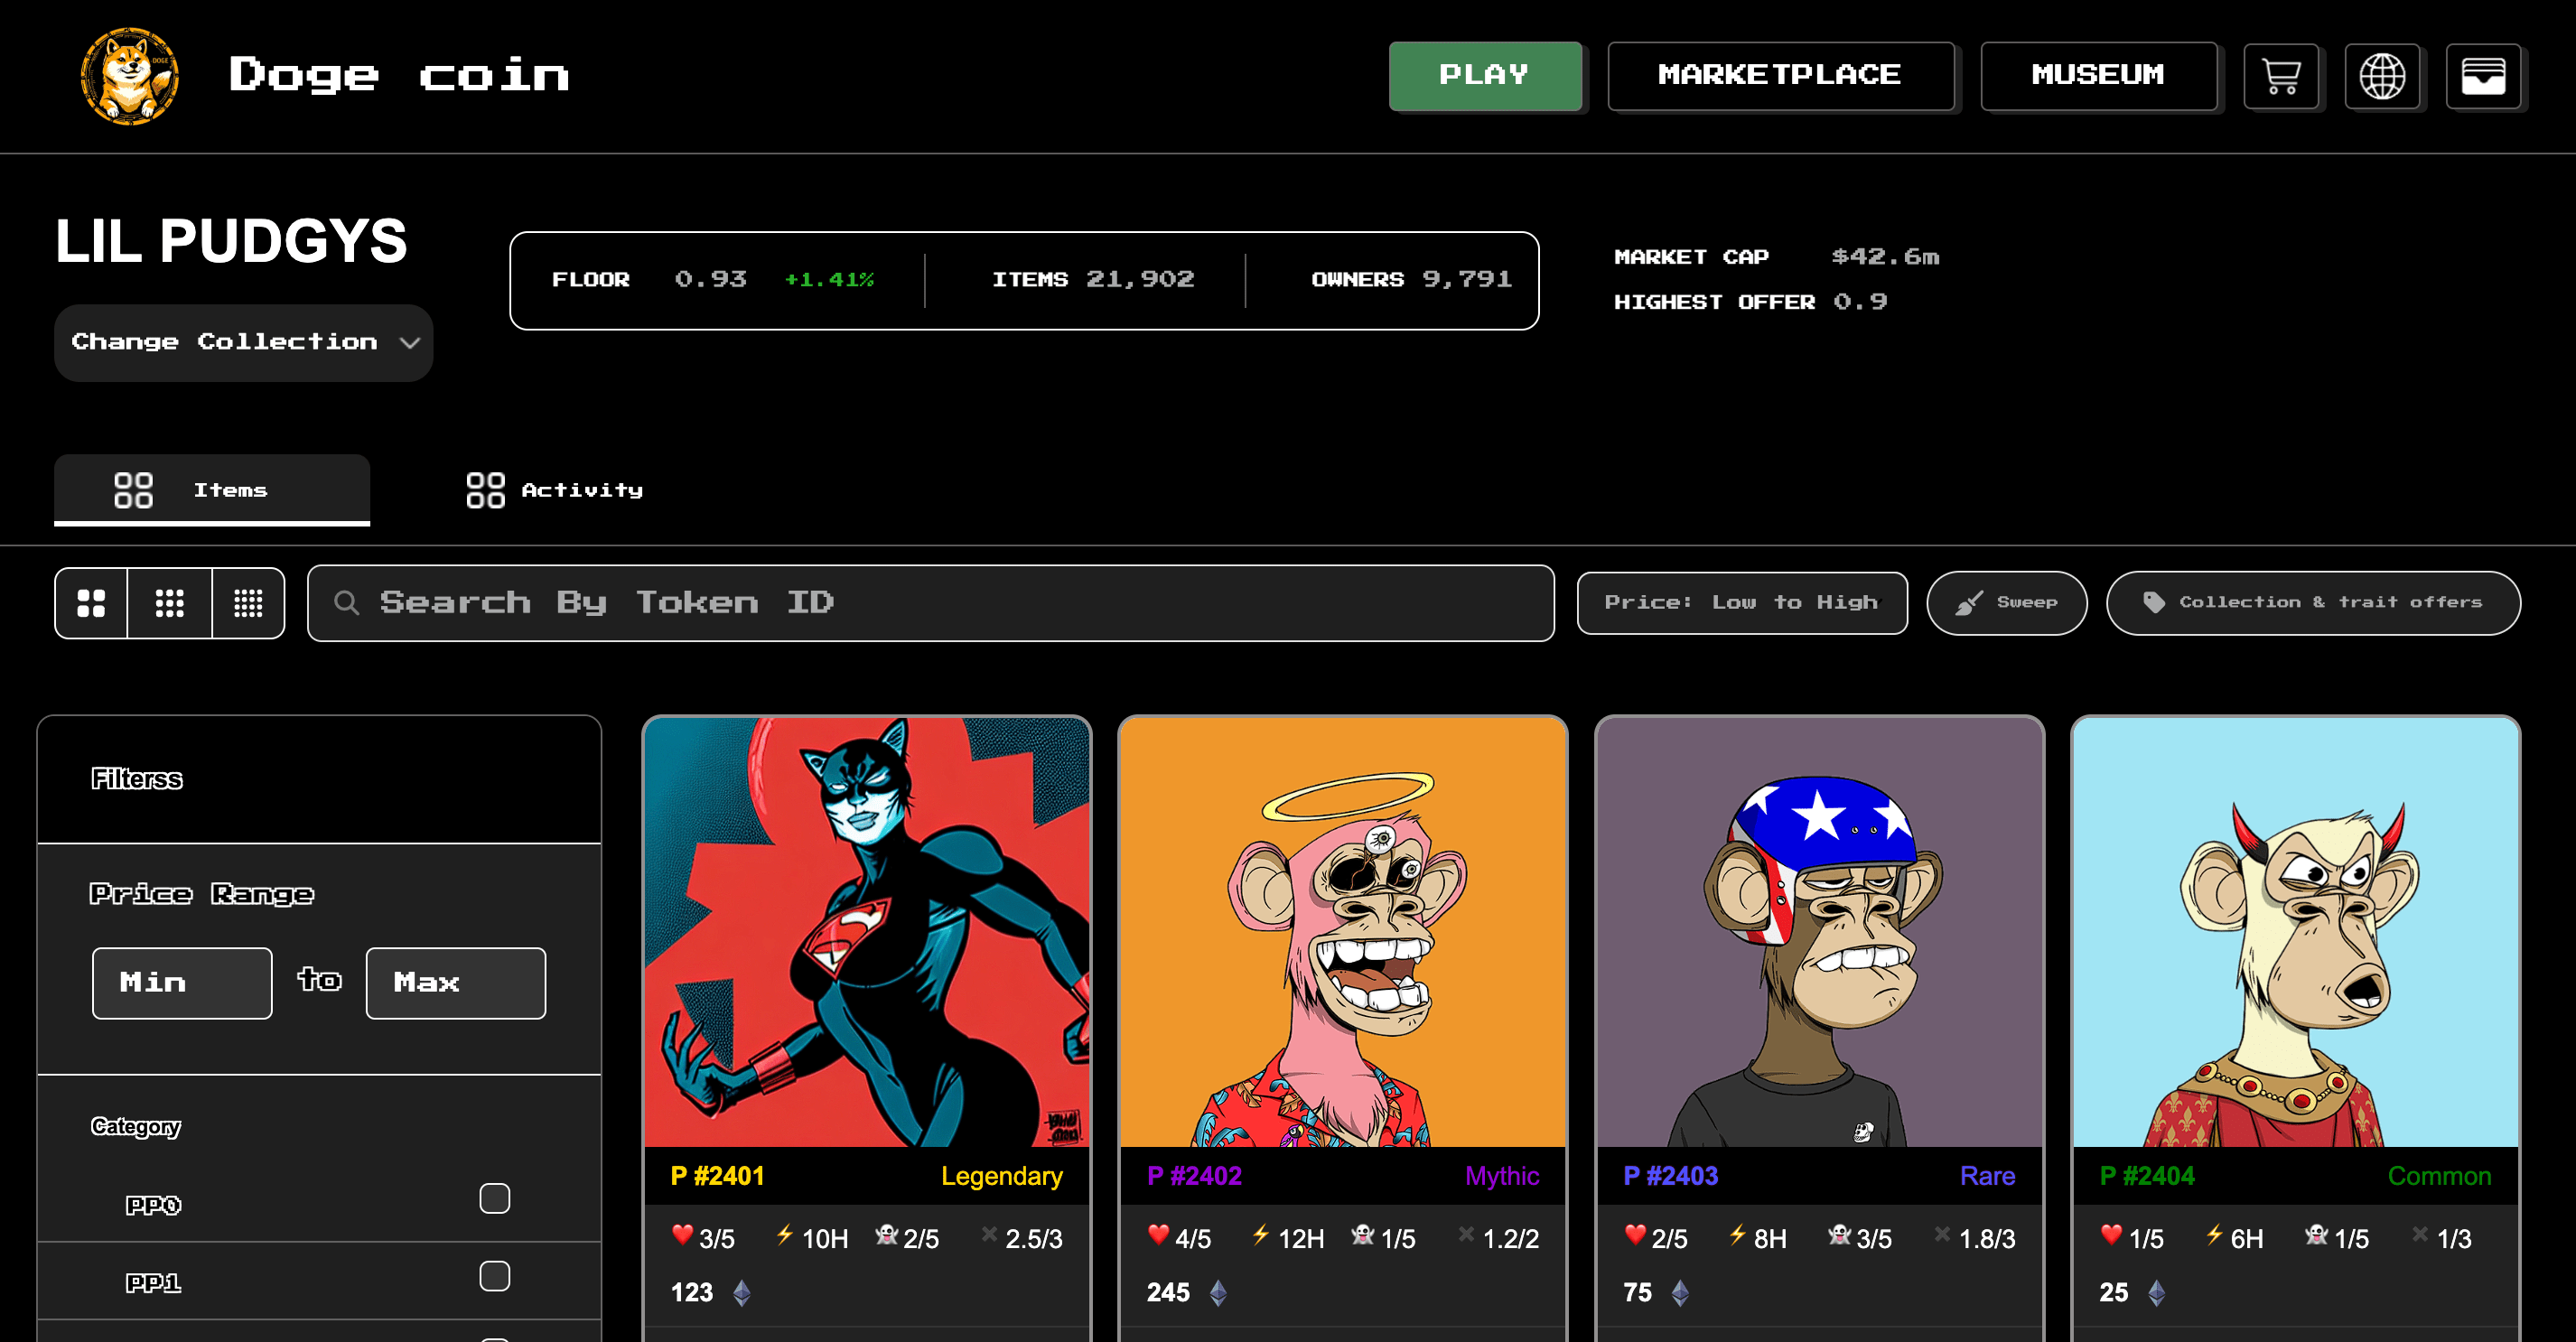 Doge coin
PLAY
MARKETPLACE
MUSEUM
LIL PUDGYS
Change Collection
FLOOR 0.93 +1.41%
ITEMS 21,902
OWNERS 9,791
MARKET CAP $42.6m
HIGHEST OFFER 0.9
Items
Activity
Search By Token ID
Price: Low to High
Sweep
Collection & trait offers
Filterss
Price Range
Min to Max
Category
PP0
PP1
P #2401 Legendary
❤️ 3/5 ⚡ 10H 👻 2/5 ✖ 2.5/3
123
P #2402 Mythic
❤️ 4/5 ⚡ 12H 👻 1/5 ✖ 1.2/2
245
P #2403 Rare
❤️ 2/5 ⚡ 8H 👻 3/5 ✖ 1.8/3
75
P #2404 Common
❤️ 1/5 ⚡ 6H 👻 1/5 ✖ 1/3
25